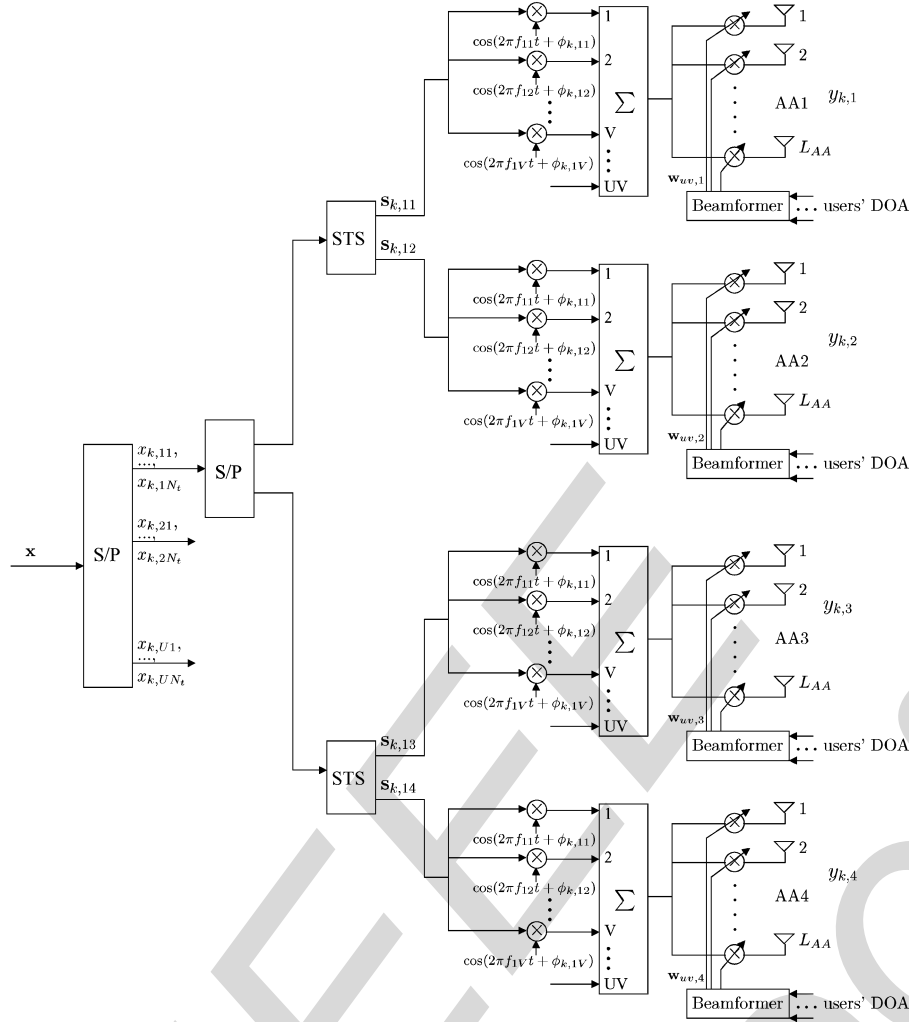 x
S/P
x_{k,11},
...,
x_{k,1N_t}
x_{k,21},
...,
x_{k,2N_t}
x_{k,U1},
...,
x_{k,UN_t}
S/P
STS
s_{k,11}
s_{k,12}
cos(2πf_{11}t + ϕ_{k,11})
cos(2πf_{12}t + ϕ_{k,12})
cos(2πf_{1V}t + ϕ_{k,1V})
1
2
V
UV
∑
1
2
L_{AA}
AA1
y_{k,1}
w_{uv,1}
Beamformer
... users' DOA
cos(2πf_{11}t + ϕ_{k,11})
cos(2πf_{12}t + ϕ_{k,12})
cos(2πf_{1V}t + ϕ_{k,1V})
1
2
V
UV
∑
1
2
L_{AA}
AA2
y_{k,2}
w_{uv,2}
Beamformer
... users' DOA
STS
s_{k,13}
s_{k,14}
cos(2πf_{11}t + ϕ_{k,11})
cos(2πf_{12}t + ϕ_{k,12})
cos(2πf_{1V}t + ϕ_{k,1V})
1
2
V
UV
∑
1
2
L_{AA}
AA3
y_{k,3}
w_{uv,3}
Beamformer
... users' DOA
cos(2πf_{11}t + ϕ_{k,11})
cos(2πf_{12}t + ϕ_{k,12})
cos(2πf_{1V}t + ϕ_{k,1V})
1
2
V
UV
∑
1
2
L_{AA}
AA4
y_{k,4}
w_{uv,4}
Beamformer
... users' DOA